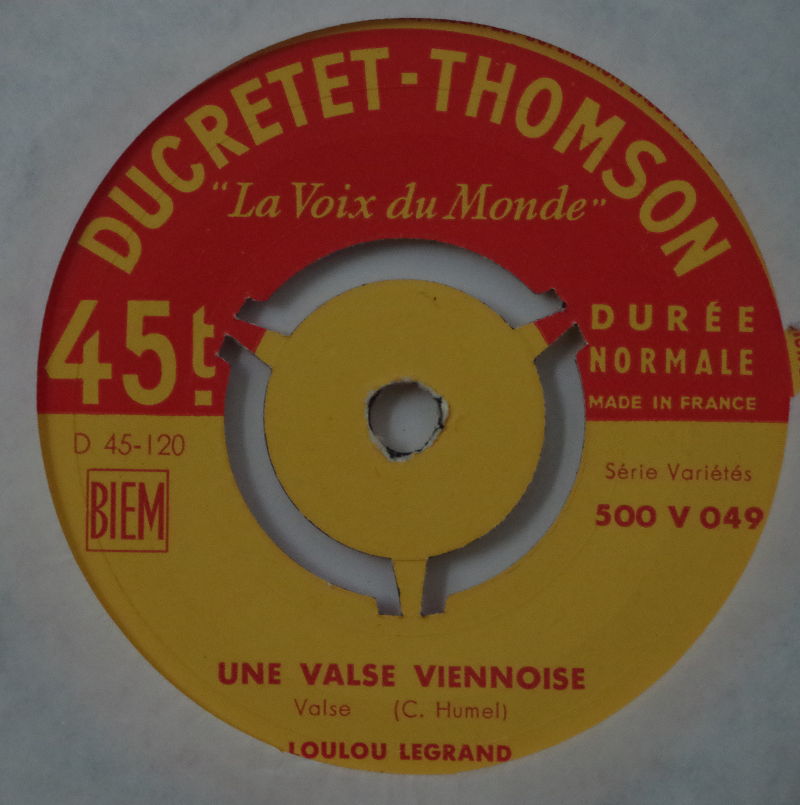 DUCRETET-THOMSON
"La Voix du Monde"
45t.
DURÉE
NORMALE
MADE IN FRANCE
D 45-120
BIEM
Série Variétés
500 V 049
UNE VALSE VIENNOISE
Valse (C. Humel)
LOULOU LEGRAND